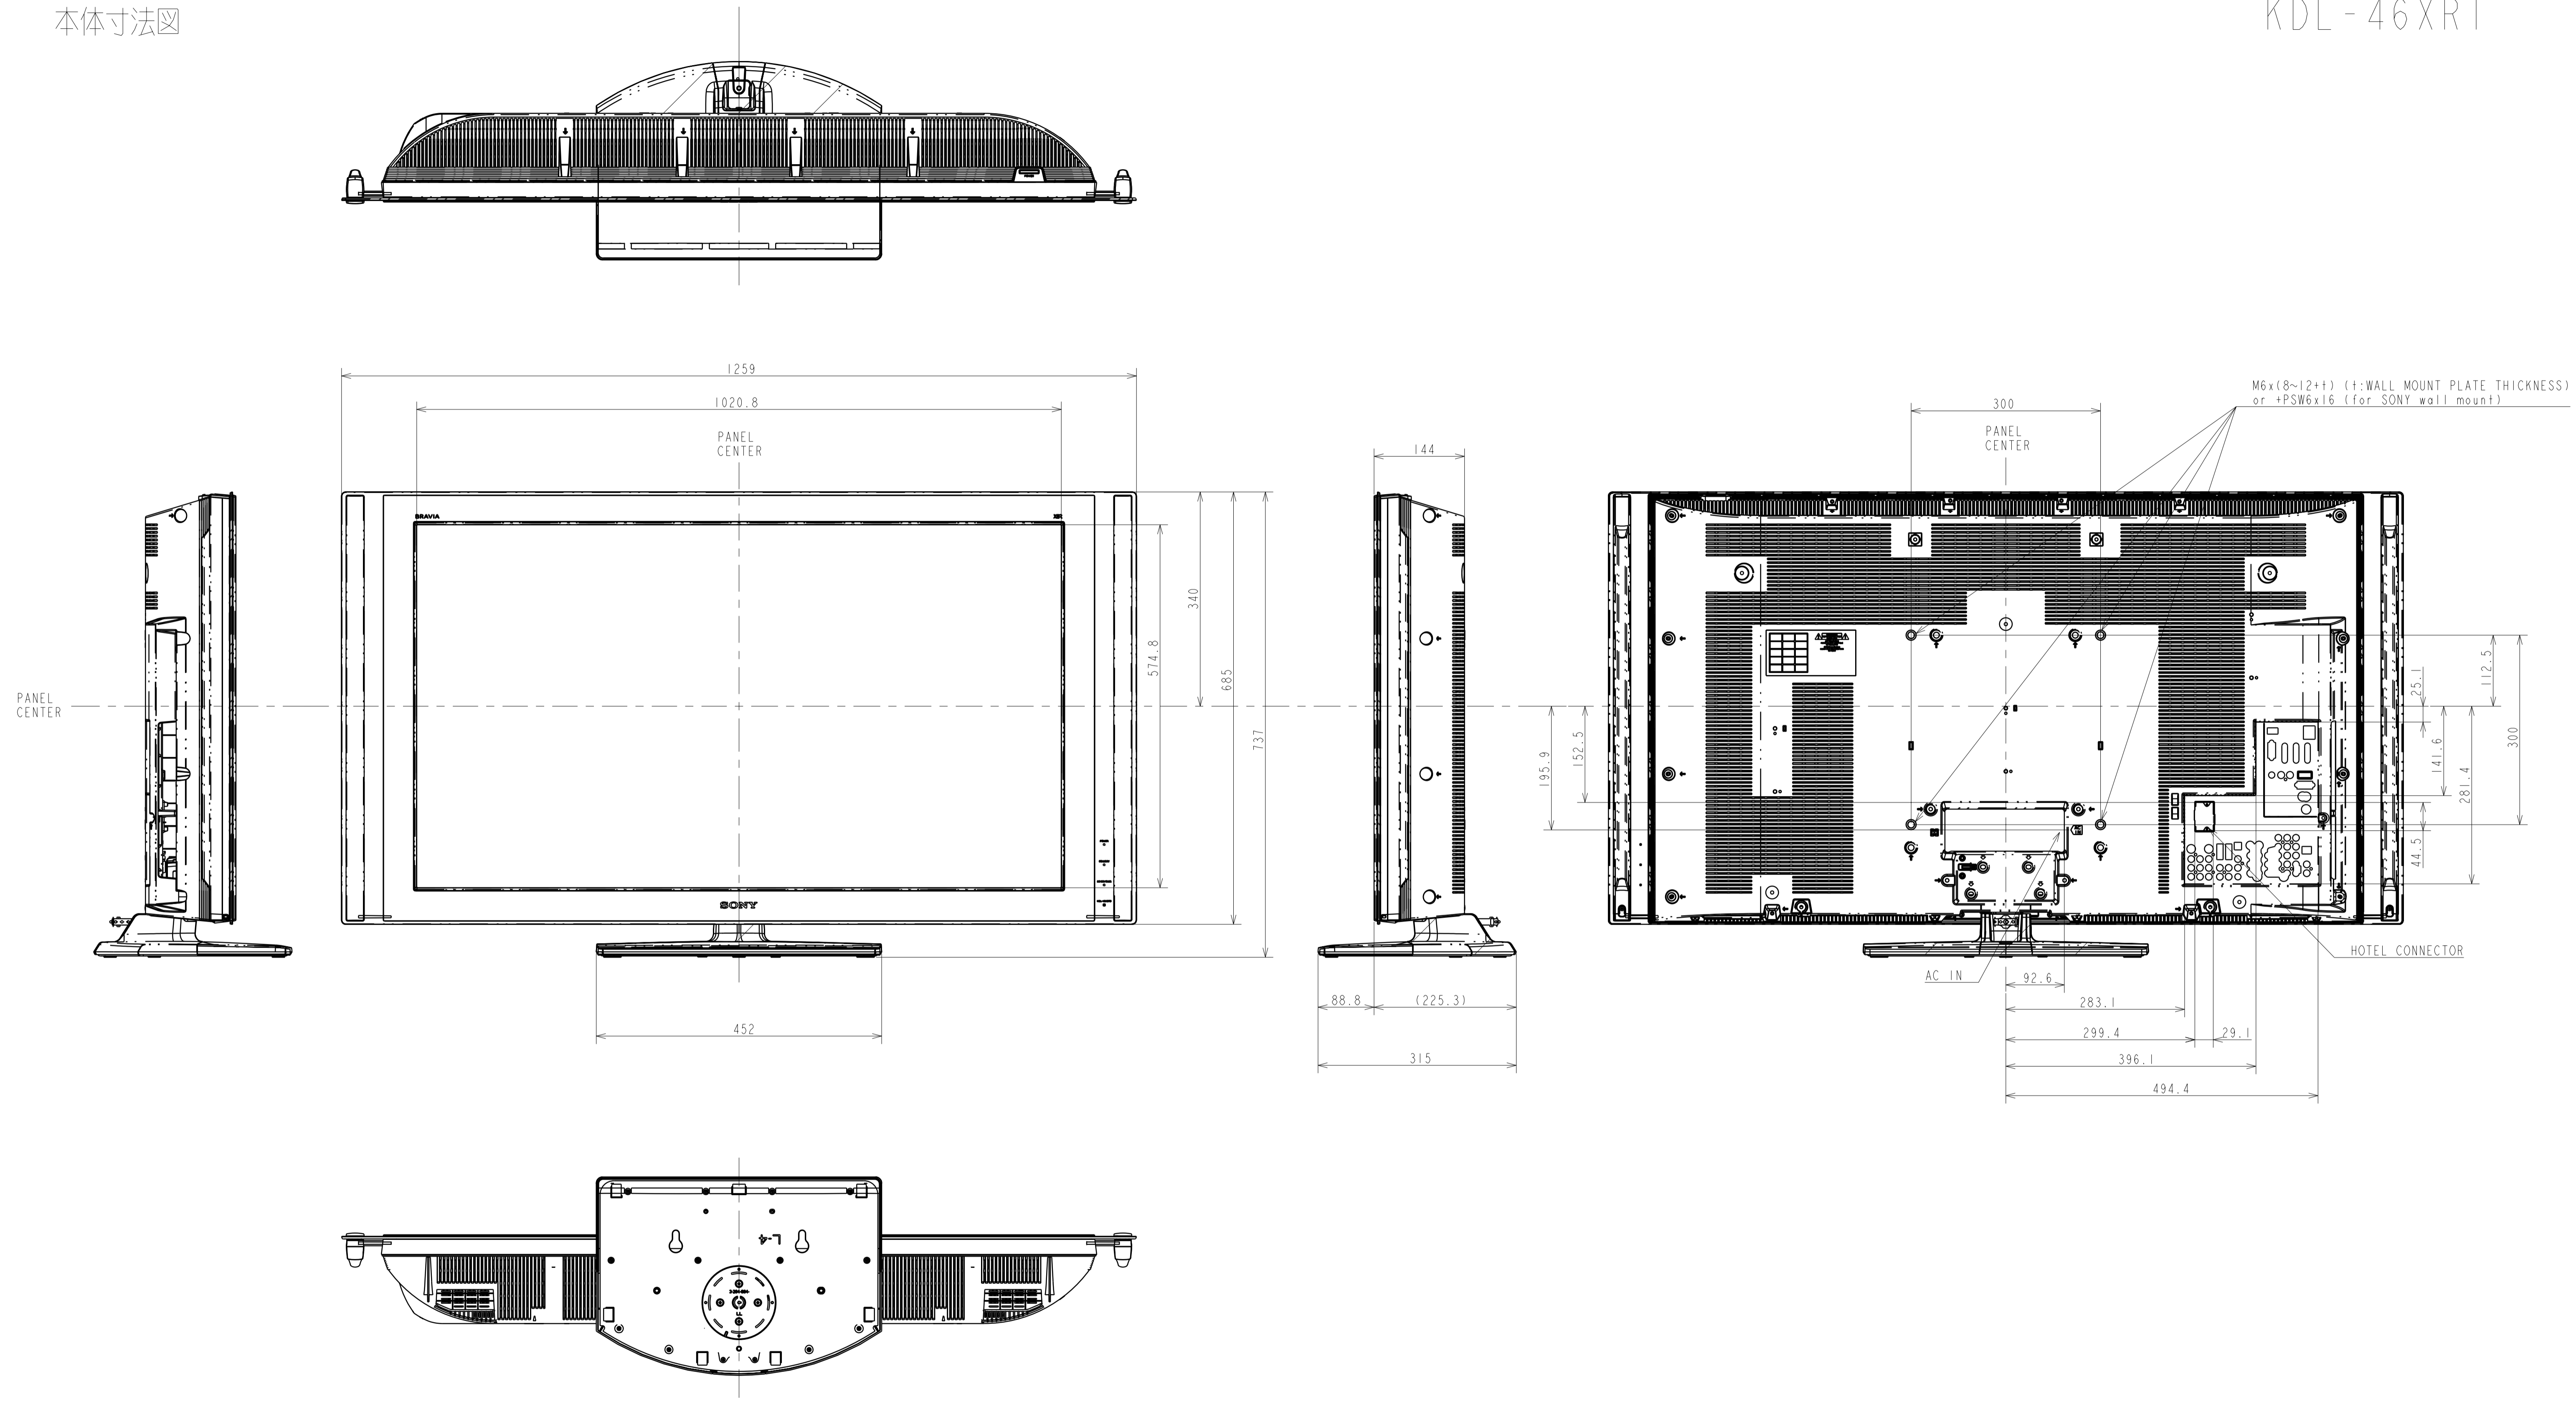 本体寸法図
KDL-46XR1
1259
1020.8
PANEL
CENTER
BRAVIA
XR
340
574.8
685
737
SONY
452
PANEL
CENTER
144
195.9
152.5
88.8
(225.3)
315
M6x(8~12+t) (t:WALL MOUNT PLATE THICKNESS)
or +PSW6x16 (for SONY wall mount)
300
PANEL
CENTER
112.5
25.1
300
141.6
281.4
44.5
HOTEL CONNECTOR
AC IN
92.6
283.1
299.4
29.1
396.1
494.4
L-4